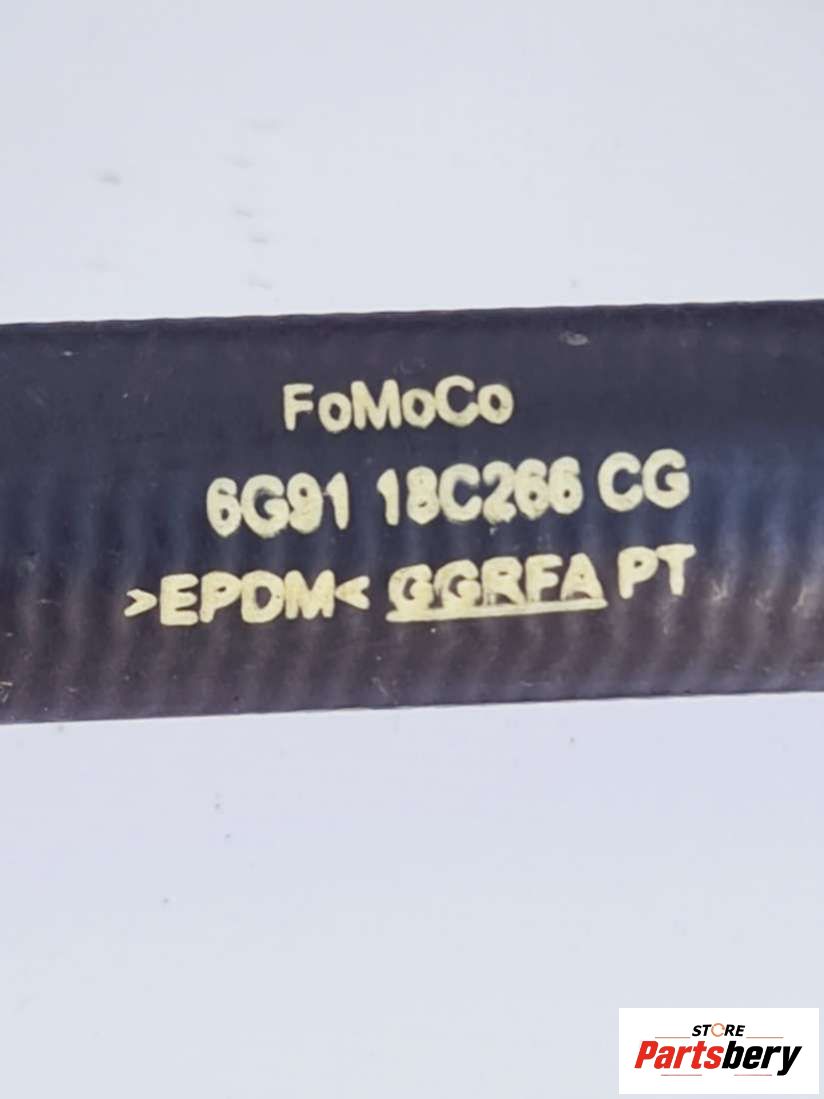 FoMoCo
6G91 18C266 CG
>EPDM< GGRFA PT
STORE
Partsbery